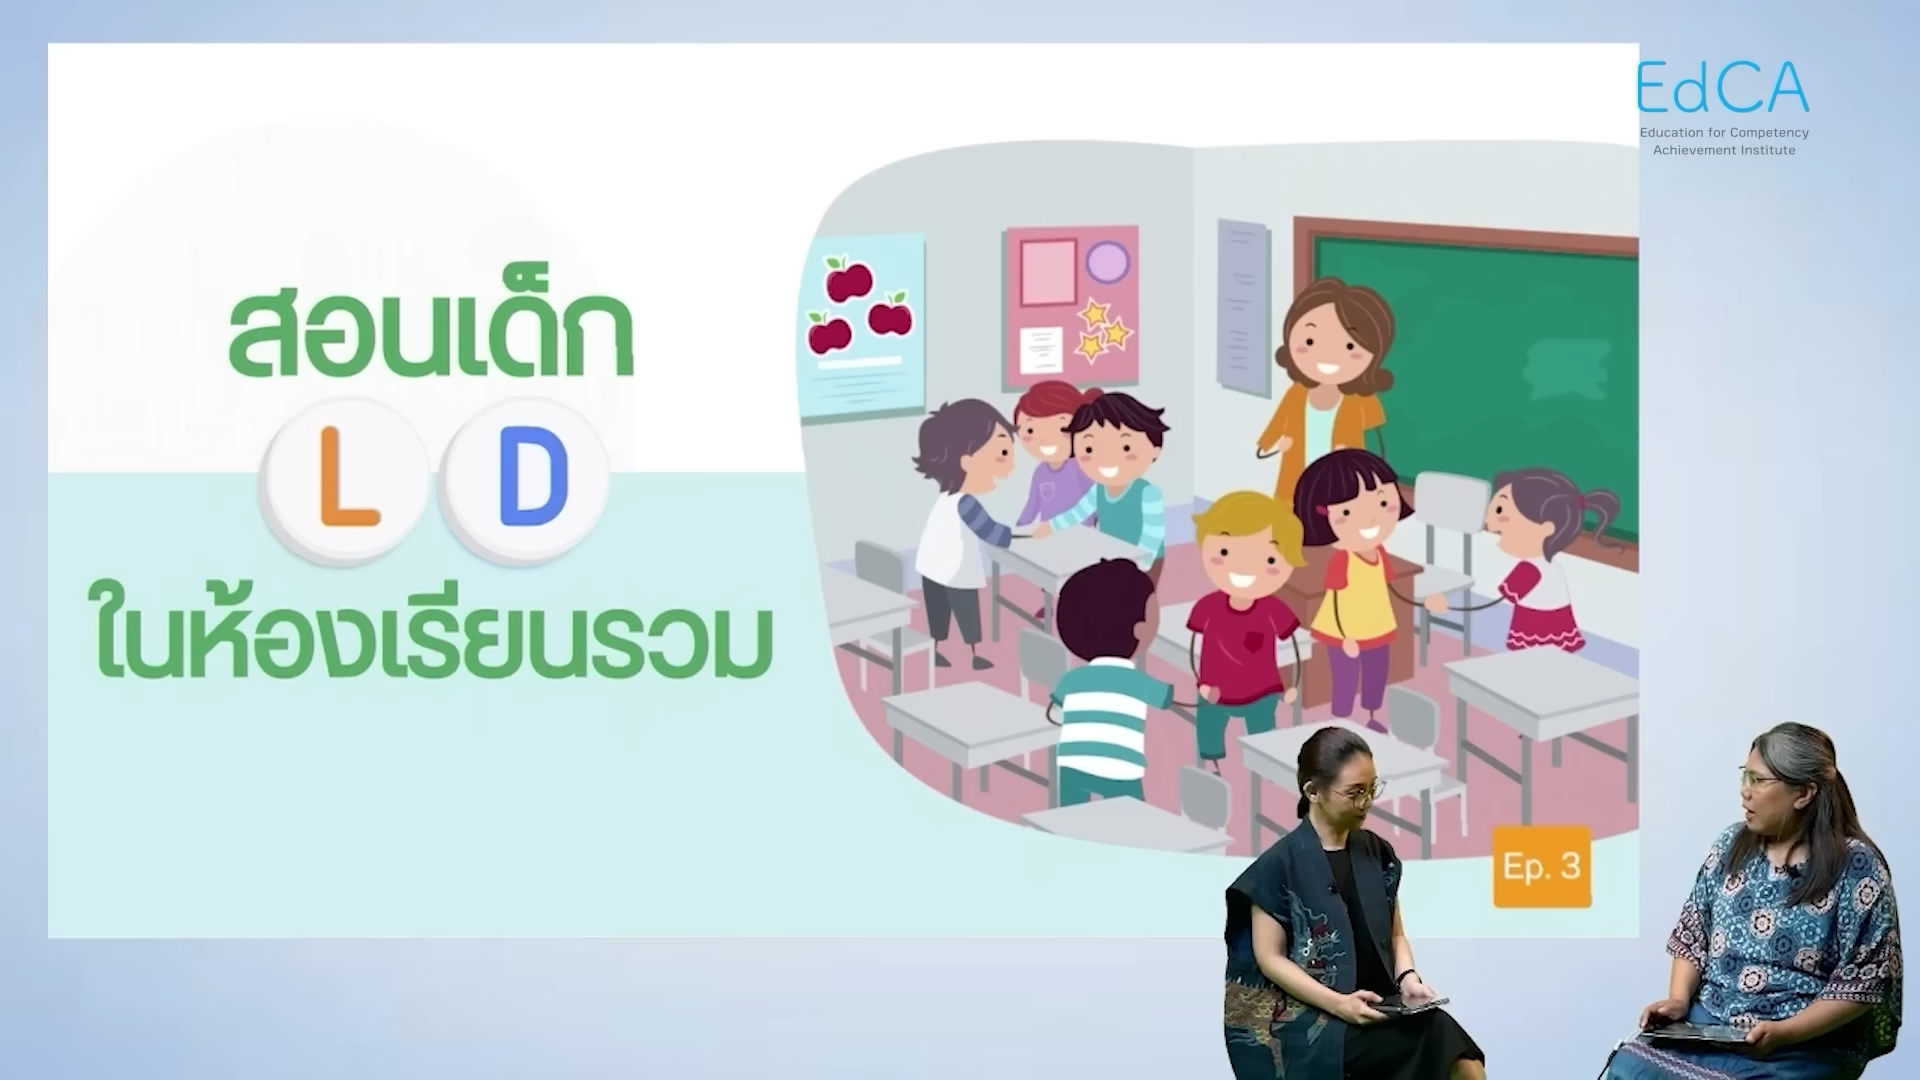 สอนเด็ก
L D
ในห้องเรียนรวม
Ep. 3
EdCA
Education for Competency
Achievement Institute